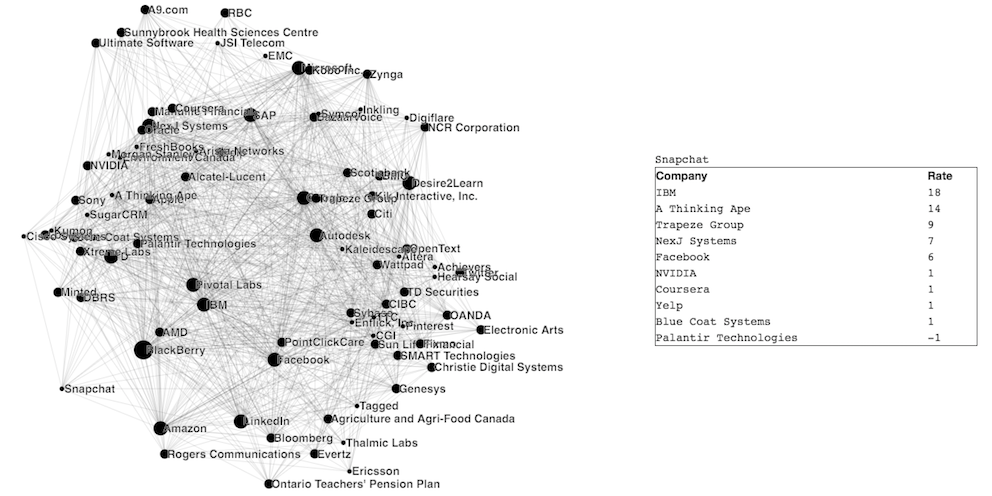 A9.com
RBC
Sunnybrook Health Sciences Centre
Ultimate Software
JSI Telecom
EMC
Microsoft
Kobo Inc.
Zynga
Coursera
Manulife Financial
SAP
Inkling
Symcor
Bazaarvoice
Digiflare
NexJ Systems
Oracle
NCR Corporation
FreshBooks
Morgan Stanley
Arista Networks
Environment Canada
NVIDIA
Scotiabank
Alcatel-Lucent
Desire2Learn
A Thinking Ape
Apple
Sony
Trapeze Group
Kik Interactive, Inc.
SugarCRM
Citi
Kumon
Cisco Systems
Blue Coat Systems
Autodesk
Palantir Technologies
Xtreme Labs
Kaleidescape
OpenText
Altera
Wattpad
Achievers
Twitter
Hearsay Social
Pivotal Labs
Minted
DBRS
TD Securities
IBM
CIBC
Sybase
OANDA
Enflick, Inc.
Pinterest
Electronic Arts
AMD
CGI
PointClickCare
Sun Life Financial
BlackBerry
Facebook
SMART Technologies
Christie Digital Systems
Snapchat
Genesys
Tagged
LinkedIn
Agriculture and Agri-Food Canada
Amazon
Bloomberg
Thalmic Labs
Rogers Communications
Evertz
Ericsson
Ontario Teachers' Pension Plan
Snapchat
Company Rate
IBM 18
A Thinking Ape 14
Trapeze Group 9
NexJ Systems 7
Facebook 6
NVIDIA 1
Coursera 1
Yelp 1
Blue Coat Systems 1
Palantir Technologies -1